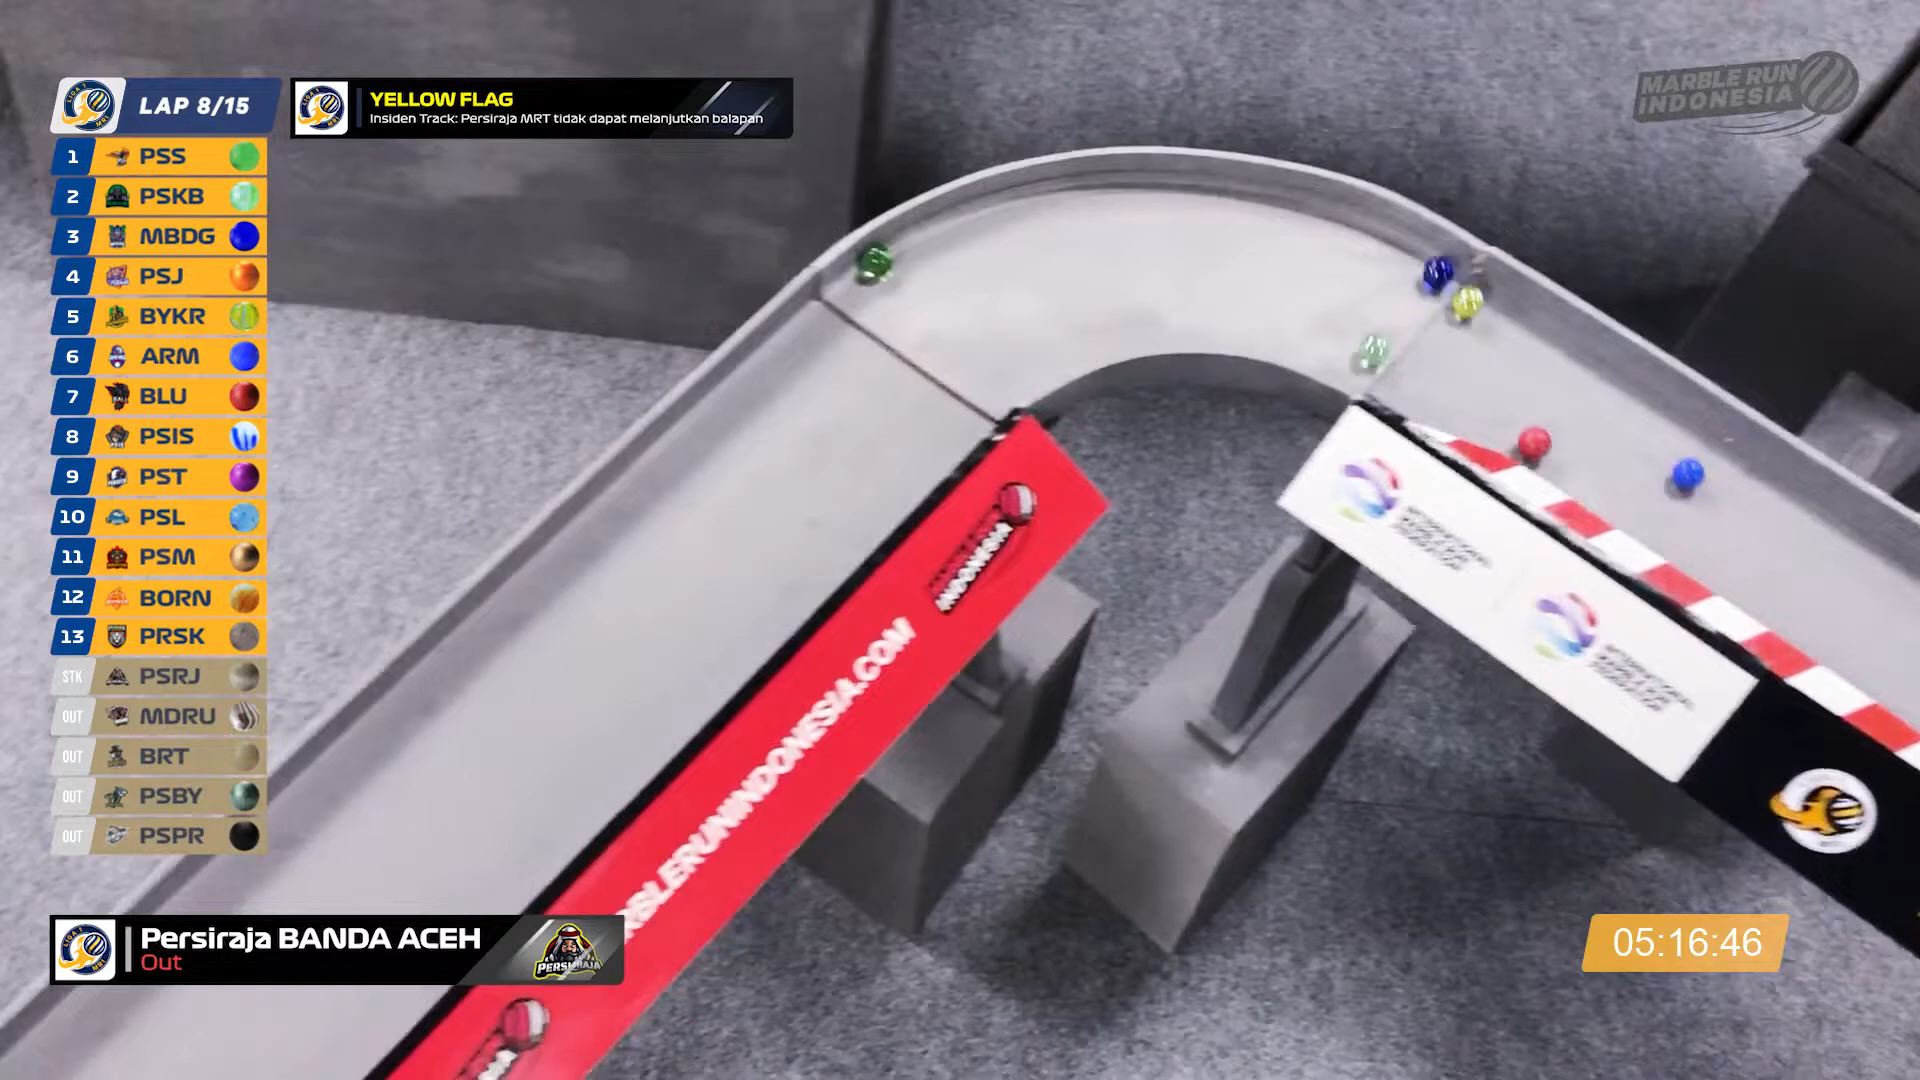 LAP 8/15
YELLOW FLAG
Insiden Track: Persiraja MRT tidak dapat melanjutkan balapan
MARBLE RUN
INDONESIA
1 PSS
2 PSKB
3 MBDG
4 PSJ
5 BYKR
6 ARM
7 BLU
8 PSIS
9 PST
10 PSL
11 PSM
12 BORN
13 PRSK
STK PSRJ
OUT MDRU
OUT BRT
OUT PSBY
OUT PSPR
INDONESIA
RBLERUNINDONESIA.COM
Persiraja BANDA ACEH
Out
PERSIRAJA
05:16:46